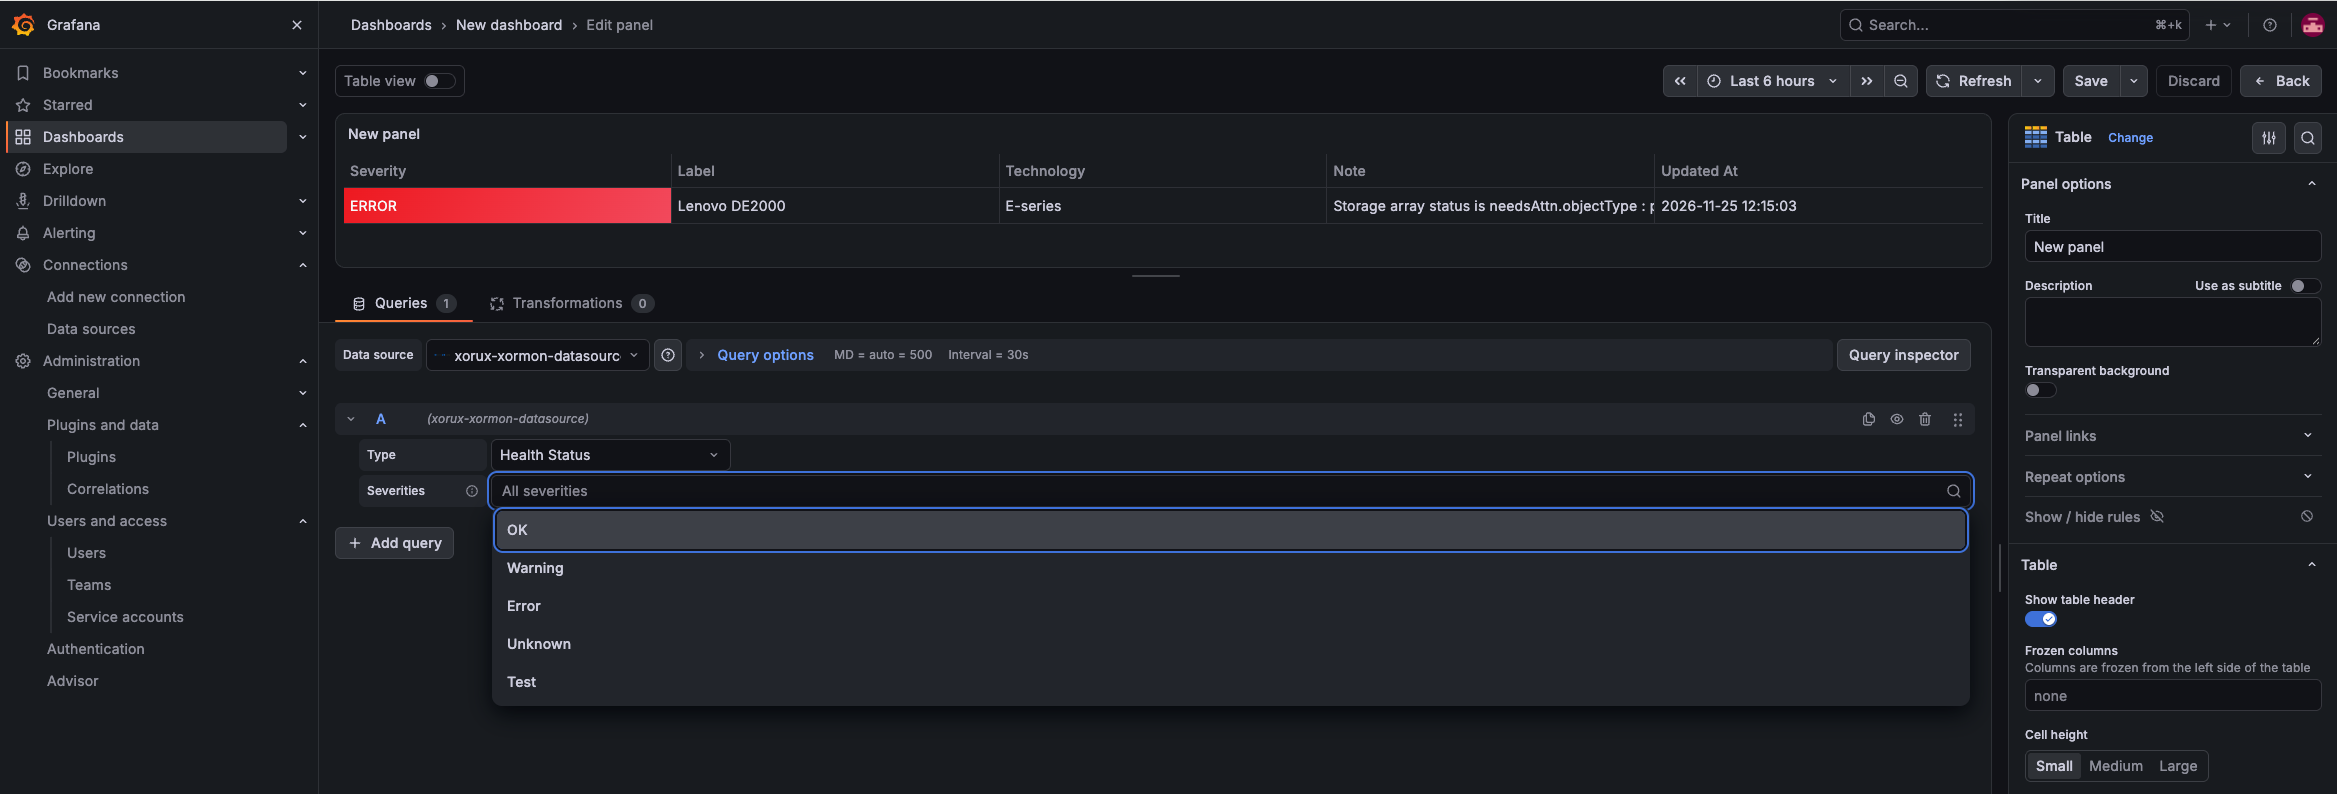 Grafana
Dashboards › New dashboard › Edit panel
Search...
⌘+k
Bookmarks
Starred
Dashboards
Explore
Drilldown
Alerting
Connections
Add new connection
Data sources
Administration
General
Plugins and data
Plugins
Correlations
Users and access
Users
Teams
Service accounts
Authentication
Advisor
Table view
Last 6 hours
Refresh
Save
Discard
Back
New panel
Severity Label Technology Note Updated At
ERROR Lenovo DE2000 E-series Storage array status is needsAttn.objectType : p 2026-11-25 12:15:03
Queries 1
Transformations 0
Data source
xorux-xormon-datasourc
Query options
MD = auto = 500
Interval = 30s
Query inspector
A
(xorux-xormon-datasource)
Type
Health Status
Severities
All severities
OK
Warning
Error
Unknown
Test
+ Add query
Table
Change
Panel options
Title
New panel
Description
Use as subtitle
Transparent background
Panel links
Repeat options
Show / hide rules
Table
Show table header
Frozen columns
Columns are frozen from the left side of the table
none
Cell height
Small Medium Large